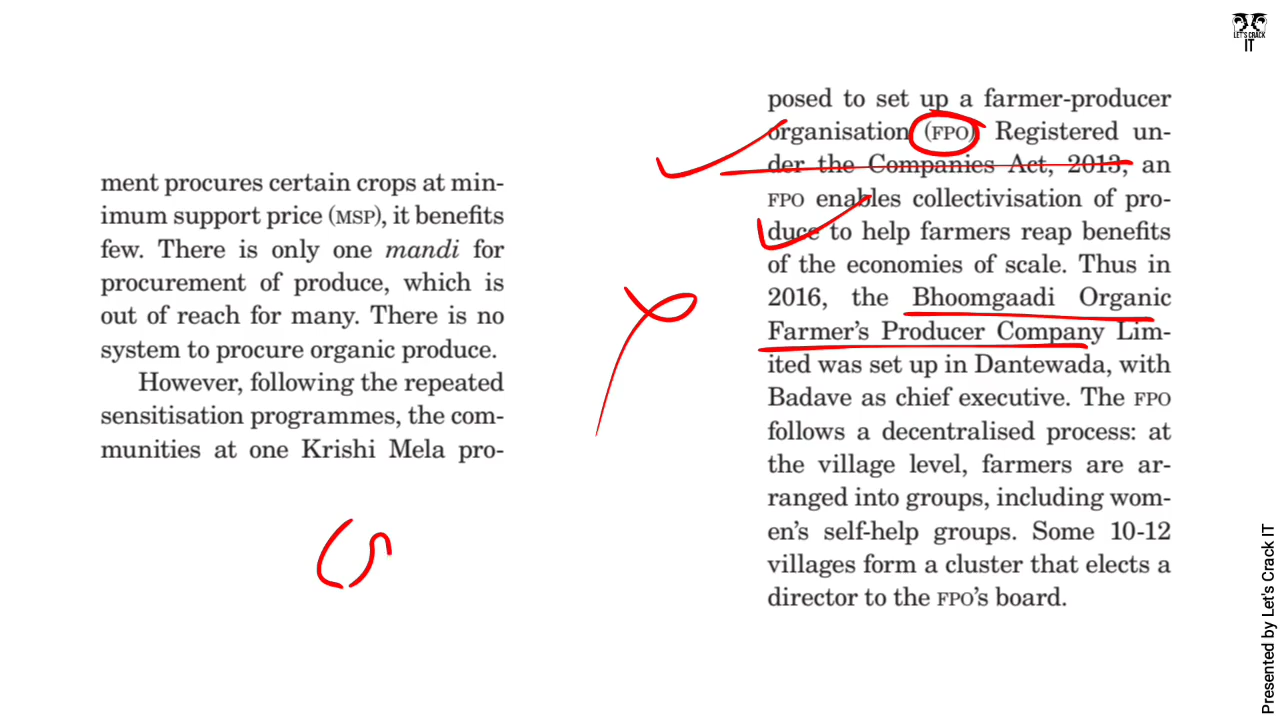 LET'S CRACK
IT
ment procures certain crops at min-
imum support price (MSP), it benefits
few. There is only one mandi for
procurement of produce, which is
out of reach for many. There is no
system to procure organic produce.
However, following the repeated
sensitisation programmes, the com-
munities at one Krishi Mela pro-
posed to set up a farmer-producer
organisation (FPO) Registered un-
der the Companies Act, 2013, an
FPO enables collectivisation of pro-
duce to help farmers reap benefits
of the economies of scale. Thus in
2016, the Bhoomgaadi Organic
Farmer's Producer Company Lim-
ited was set up in Dantewada, with
Badave as chief executive. The FPO
follows a decentralised process: at
the village level, farmers are ar-
ranged into groups, including wom-
en's self-help groups. Some 10-12
villages form a cluster that elects a
director to the FPO's board.
Presented by Let's Crack IT